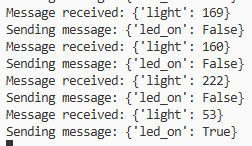 Message received: {'light': 169}
Sending message: {'led_on': False}
Message received: {'light': 160}
Sending message: {'led_on': False}
Message received: {'light': 222}
Sending message: {'led_on': False}
Message received: {'light': 53}
Sending message: {'led_on': True}